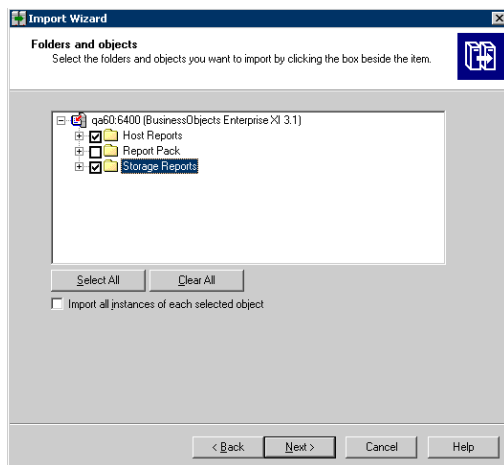 Import Wizard
Folders and objects
Select the folders and objects you want to import by clicking the box beside the item.
qa60:6400 (BusinessObjects Enterprise XI 3.1)
Host Reports
Report Pack
Storage Reports
Select All Clear All
Import all instances of each selected object
< Back Next > Cancel Help